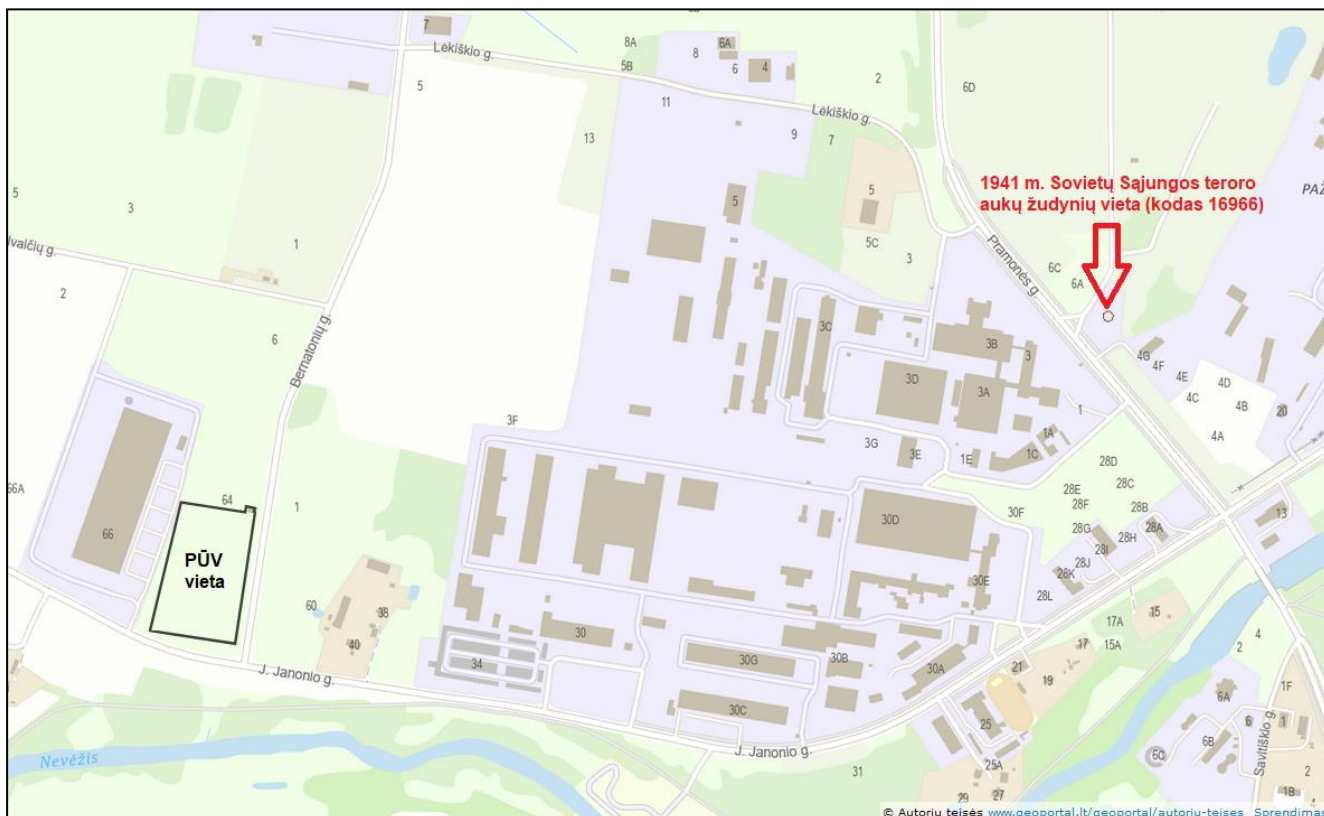 7
Lėkiškio g.
8A
5B
8
6A
6
4
2
6D
5
11
9
Lėkiškio g.
7
13
5
3
5
5
5C
3
1941 m. Sovietų Sąjungos teroro
aukų žudynių vieta (kodas 16966)
PAŽ
Pramonės g.
6C
6A
lvaičių g.
1
2
6
Bernatonių g.
3C
3B
3
3D
3A
4G
4F
4E
4D
4C
4B
4A
20
1
1A
1C
1E
3F
3G
3E
28D
28C
28E
28F
28B
28G
28A
28H
28I
28J
28K
28L
13
66A
66
64
1
PŪV
vieta
30D
30F
30E
60
38
40
34
30
30G
30B
30A
30C
21
17
19
17A
15A
15
25
25A
2
4
1F
6A
6
1
6B
6C
Savitiškio g.
2
1B
4
J. Janonio g.
J. Janonio g.
31
29
27
Nevėžis
© Autorių teisės www.geoportal.lt/geoportal/autoriu-teises Sprendimas